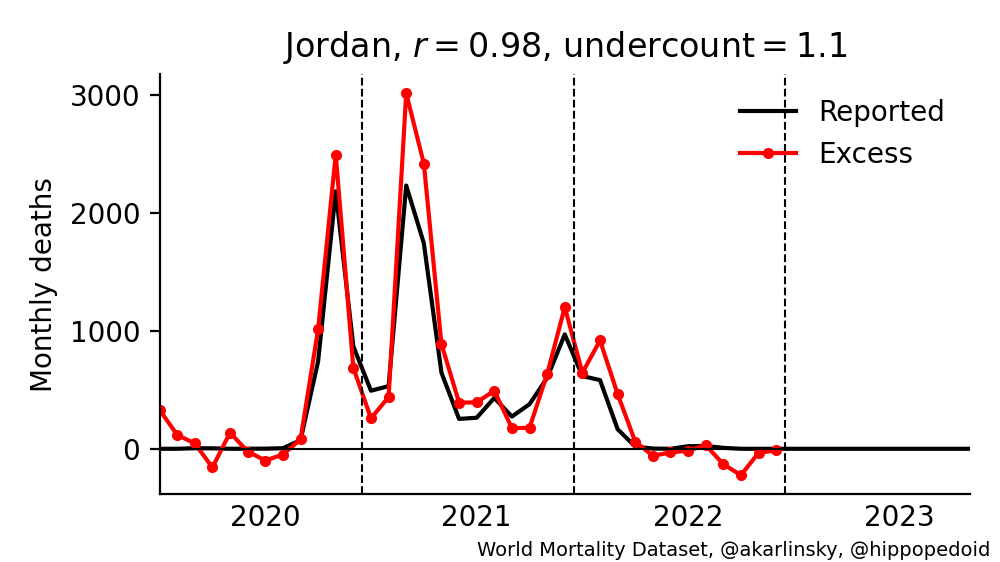 Jordan, r = 0.98, undercount = 1.1
Reported
Excess
Monthly deaths
3000
2000
1000
0
2020 2021 2022 2023
World Mortality Dataset, @akarlinsky, @hippopedoid